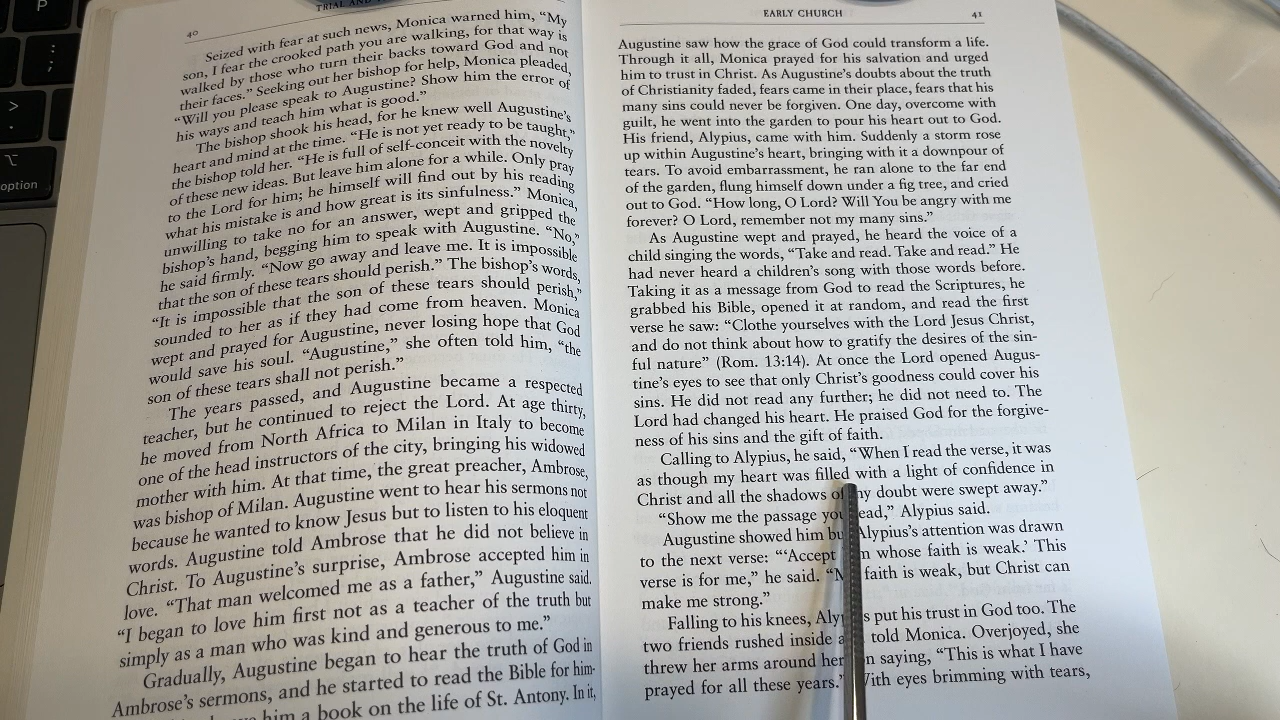 P
:
;
>
.
option
40
TRIAL AND
Seized with fear at such news, Monica warned him, “My
son, I fear the crooked path you are walking, for that way is
walked by those who turn their backs toward God and not
their faces.” Seeking out her bishop for help, Monica pleaded,
“Will you please speak to Augustine? Show him the error of
his ways and teach him what is good.”
The bishop shook his head, for he knew well Augustine’s
heart and mind at the time. “He is not yet ready to be taught,”
the bishop told her. “He is full of self-conceit with the novelty
of these new ideas. But leave him alone for a while. Only pray
to the Lord for him; he himself will find out by his reading
what his mistake is and how great is its sinfulness.” Monica,
unwilling to take no for an answer, wept and gripped the
bishop’s hand, begging him to speak with Augustine. “No,”
he said firmly. “Now go away and leave me. It is impossible
that the son of these tears should perish.” The bishop’s words,
“It is impossible that the son of these tears should perish,”
sounded to her as if they had come from heaven. Monica
wept and prayed for Augustine, never losing hope that God
would save his soul. “Augustine,” she often told him, “the
son of these tears shall not perish.”
The years passed, and Augustine became a respected
teacher, but he continued to reject the Lord. At age thirty,
he moved from North Africa to Milan in Italy to become
one of the head instructors of the city, bringing his widowed
mother with him. At that time, the great preacher, Ambrose,
was bishop of Milan. Augustine went to hear his sermons not
because he wanted to know Jesus but to listen to his eloquent
words. Augustine told Ambrose that he did not believe in
Christ. To Augustine’s surprise, Ambrose accepted him in
love. “That man welcomed me as a father,” Augustine said.
“I began to love him first not as a teacher of the truth but
simply as a man who was kind and generous to me.”
Gradually, Augustine began to hear the truth of God in
Ambrose’s sermons, and he started to read the Bible for him-
him a book on the life of St. Antony. In it,
EARLY CHURCH
41
Augustine saw how the grace of God could transform a life.
Through it all, Monica prayed for his salvation and urged
him to trust in Christ. As Augustine’s doubts about the truth
of Christianity faded, fears came in their place, fears that his
many sins could never be forgiven. One day, overcome with
guilt, he went into the garden to pour his heart out to God.
His friend, Alypius, came with him. Suddenly a storm rose
up within Augustine’s heart, bringing with it a downpour of
tears. To avoid embarrassment, he ran alone to the far end
of the garden, flung himself down under a fig tree, and cried
out to God. “How long, O Lord? Will You be angry with me
forever? O Lord, remember not my many sins.”
As Augustine wept and prayed, he heard the voice of a
child singing the words, “Take and read. Take and read.” He
had never heard a children’s song with those words before.
Taking it as a message from God to read the Scriptures, he
grabbed his Bible, opened it at random, and read the first
verse he saw: “Clothe yourselves with the Lord Jesus Christ,
and do not think about how to gratify the desires of the sin-
ful nature” (Rom. 13:14). At once the Lord opened Augus-
tine’s eyes to see that only Christ’s goodness could cover his
sins. He did not read any further; he did not need to. The
Lord had changed his heart. He praised God for the forgive-
ness of his sins and the gift of faith.
Calling to Alypius, he said, “When I read the verse, it was
as though my heart was filled with a light of confidence in
Christ and all the shadows of my doubt were swept away.”
“Show me the passage you read,” Alypius said.
Augustine showed him but Alypius’s attention was drawn
to the next verse: “‘Accept whose faith is weak.’ This
verse is for me,” he said. “My faith is weak, but Christ can
make me strong.”
Falling to his knees, Alypius put his trust in God too. The
two friends rushed inside told Monica. Overjoyed, she
threw her arms around her saying, “This is what I have
prayed for all these years.” With eyes brimming with tears,